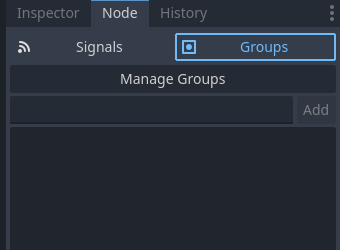 Inspector Node History
Signals Groups
Manage Groups
Add